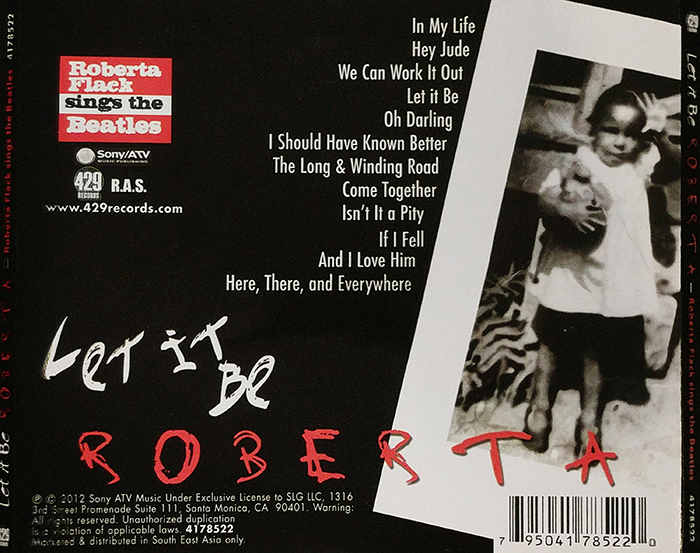 In My Life
Hey Jude
We Can Work It Out
Let it Be
Oh Darling
I Should Have Known Better
The Long & Winding Road
Come Together
Isn't It a Pity
If I Fell
And I Love Him
Here, There, and Everywhere
Roberta
Flack
sings the
Beatles
Sony/ATV
MUSIC PUBLISHING
429
RECORDS
R.A.S.
www.429records.com
Let it Be
ROBERTA
℗ © 2012 Sony ATV Music Under Exclusive License to SLG LLC, 1316
3rd Street Promenade Suite 111, Santa Monica, CA 90401. Warning:
All rights reserved. Unauthorized duplication
is a violation of applicable laws. 4178522
Marketed & distributed in South East Asia only.
7 95041 78522 0
Let it Be ROBERTA — Roberta Flack sings the Beatles 4178522
Let it Be ROBERTA — Roberta Flack sings the Beatles 4178522